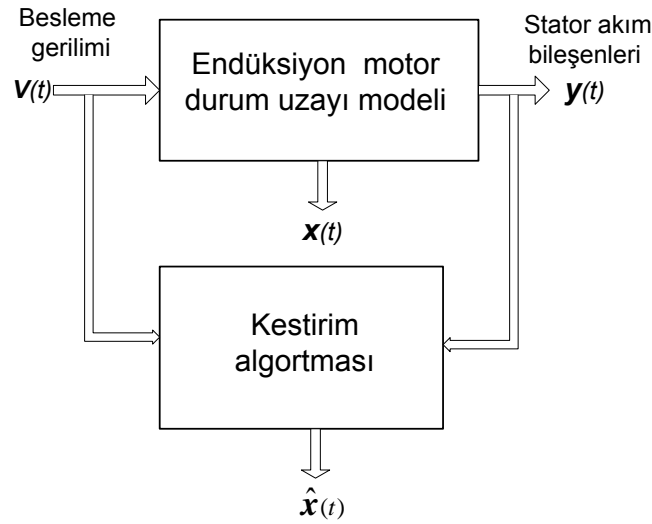 Besleme
gerilimi
V(t)
Endüksiyon motor
durum uzayı modeli
Stator akım
bileşenleri
y(t)
x(t)
Kestirim
algortması
x̂(t)